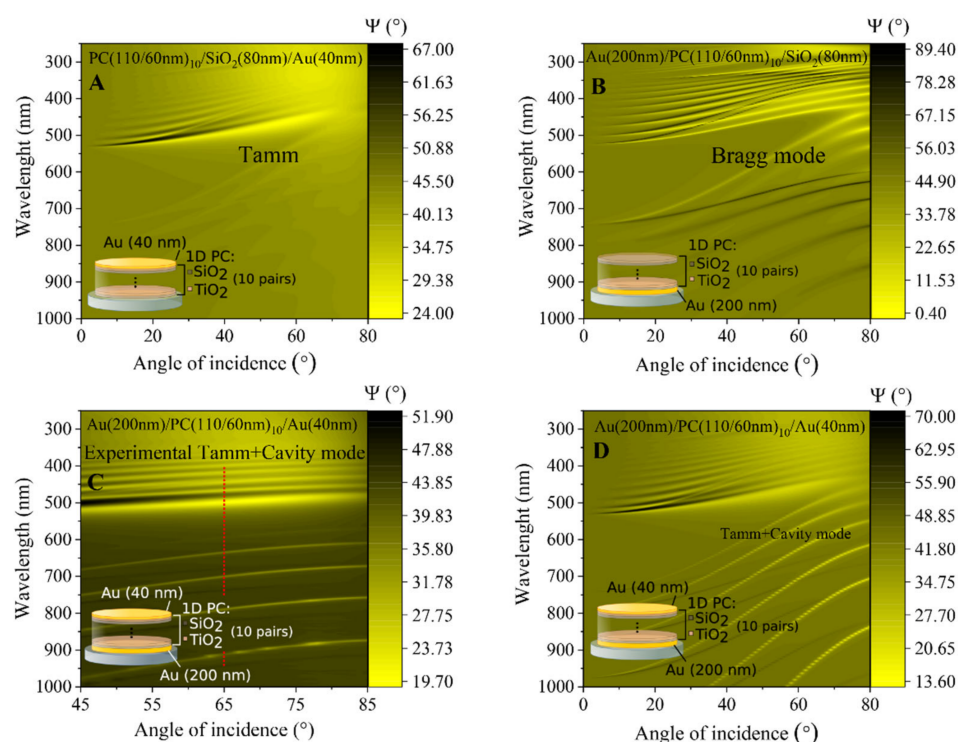 Ψ (°)
PC(110/60nm)10/SiO2(80nm)/Au(40nm)
A
Tamm
Au (40 nm)
1D PC:
SiO2
(10 pairs)
TiO2
Wavelenght (nm)
300
400
500
600
700
800
900
1000
0 20 40 60 80
Angle of incidence (°)
67.00
61.63
56.25
50.88
45.50
40.13
34.75
29.38
24.00
Ψ (°)
Au(200nm)/PC(110/60nm)10/SiO2(80nm)
B
Bragg mode
1D PC:
SiO2
(10 pairs)
TiO2
Au (200 nm)
Wavelenght (nm)
300
400
500
600
700
800
900
1000
0 20 40 60 80
Angle of incidence (°)
89.40
78.28
67.15
56.03
44.90
33.78
22.65
11.53
0.40
Ψ (°)
Au(200nm)/PC(110/60nm)10/Au(40nm)
Experimental Tamm+Cavity mode
C
Au (40 nm)
1D PC:
SiO2
(10 pairs)
TiO2
Au (200 nm)
Wavelength (nm)
300
400
500
600
700
800
900
1000
45 55 65 75 85
Angle of incidence (°)
51.90
47.88
43.85
39.83
35.80
31.78
27.75
23.73
19.70
Ψ (°)
Au(200nm)/PC(110/60nm)10/Au(40nm)
D
Tamm+Cavity mode
Au (40 nm)
1D PC:
SiO2
(10 pairs)
TiO2
Au (200 nm)
Wavelenght (nm)
300
400
500
600
700
800
900
1000
0 20 40 60 80
Angle of incidence (°)
70.00
62.95
55.90
48.85
41.80
34.75
27.70
20.65
13.60